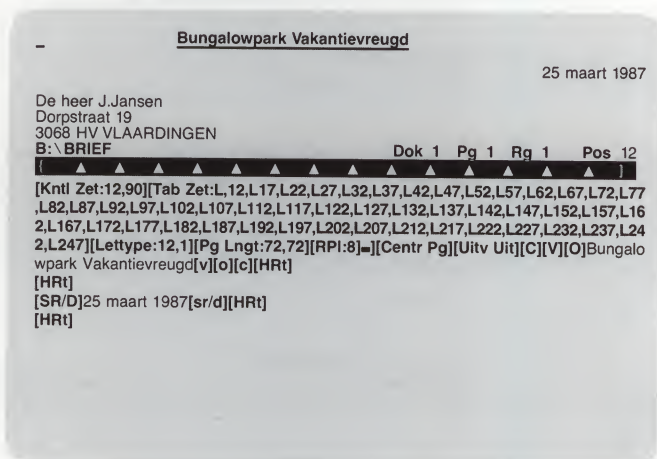 _ Bungalowpark Vakantievreugd
25 maart 1987
De heer J.Jansen
Dorpstraat 19
3068 HV VLAARDINGEN
B:\BRIEF Dok 1 Pg 1 Rg 1 Pos 12
{ ▲ ▲ ▲ ▲ ▲ ▲ ▲ ▲ ▲ ▲ ▲ ▲ ▲ ▲ }
[Kntl Zet:12,90][Tab Zet:L,12,L17,L22,L27,L32,L37,L42,L47,L52,L57,L62,L67,L72,L77
,L82,L87,L92,L97,L102,L107,L112,L117,L122,L127,L132,L137,L142,L147,L152,L157,L16
2,L167,L172,L177,L182,L187,L192,L197,L202,L207,L212,L217,L222,L227,L232,L237,L24
2,L247][Lettype:12,1][Pg Lngt:72,72][RPI:8]▬][Centr Pg][Uitv Uit][C][V][O]Bungalo
wpark Vakantievreugd[v][o][c][HRt]
[HRt]
[SR/D]25 maart 1987[sr/d][HRt]
[HRt]